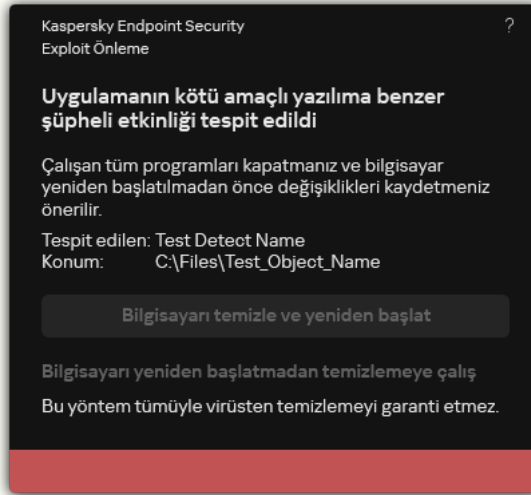 Kaspersky Endpoint Security
?
Exploit Önleme
Uygulamanın kötü amaçlı yazılıma benzer
şüpheli etkinliği tespit edildi
Çalışan tüm programları kapatmanız ve bilgisayar
yeniden başlatılmadan önce değişiklikleri kaydetmeniz
önerilir.
Tespit edilen: Test Detect Name
Konum: C:\Files\Test_Object_Name
Bilgisayarı temizle ve yeniden başlat
Bilgisayarı yeniden başlatmadan temizlemeye çalış
Bu yöntem tümüyle virüsten temizlemeyi garanti etmez.